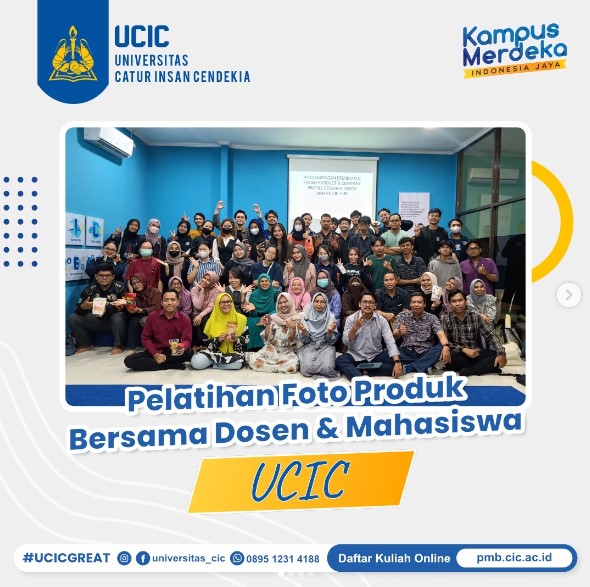 UCIC
UNIVERSITAS
CATUR INSAN CENDEKIA
Kampus
Merdeka
INDONESIA JAYA
Pelatihan Foto Produk
Bersama Dosen & Mahasiswa
UCIC
#UCICGREAT
universitas_cic
0895 1231 4188
Daftar Kuliah Online
pmb.cic.ac.id